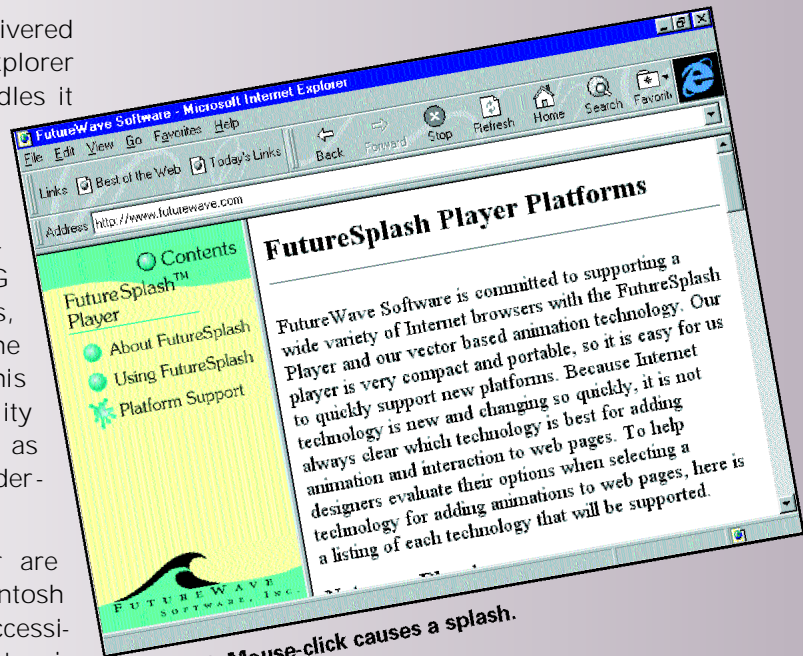 ivered
xplorer
dles it
G
s,
ne
his
ity
as
der-
are
ntosh
ccessi-
FutureWave Software - Microsoft Internet Explorer
File Edit View Go Favorites Help
Links Best of the Web Today's Links
Back Forward Stop Refresh Home Search Favorit
Address http://www.futurewave.com
Contents
FutureSplash™
Player
About FutureSplash
Using FutureSplash
Platform Support
FUTUREWAVE
SOFTWARE, INC.
FutureSplash Player Platforms
FutureWave Software is committed to supporting a
wide variety of Internet browsers with the FutureSplash
Player and our vector based animation technology. Our
player is very compact and portable, so it is easy for us
to quickly support new platforms. Because Internet
technology is new and changing so quickly, it is not
always clear which technology is best for adding
animation and interaction to web pages. To help
designers evaluate their options when selecting a
technology for adding animations to web pages, here is
a listing of each technology that will be supported.
Mouse-click causes a splash.